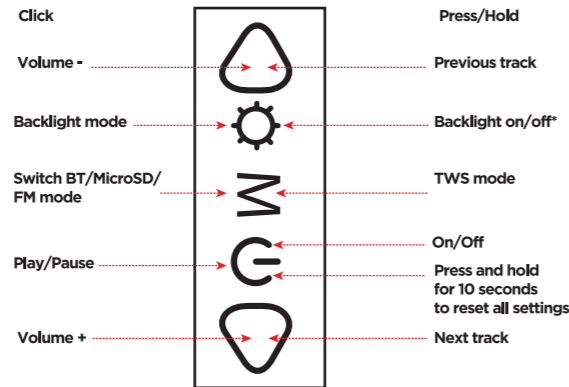 Click
Press/Hold
Volume -
Previous track
Backlight mode
Backlight on/off*
Switch BT/MicroSD/
FM mode
TWS mode
M
Play/Pause
On/Off
Press and hold
for 10 seconds
to reset all settings
Volume +
Next track